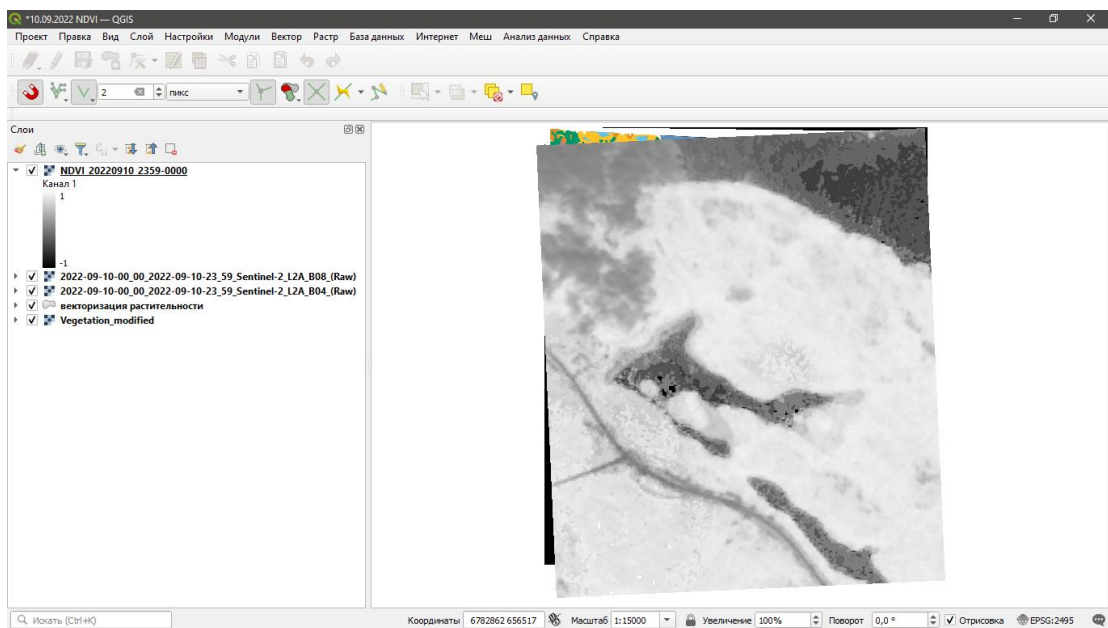 *10.09.2022 NDVI — QGIS
Проект Правка Вид Слой Настройки Модули Вектор Растр База данных Интернет Меш Анализ данных Справка
2 пикс
Слои
NDVI 20220910 2359-0000
Канал 1
1
-1
2022-09-10-00_00_2022-09-10-23_59_Sentinel-2_L2A_B08_(Raw)
2022-09-10-00_00_2022-09-10-23_59_Sentinel-2_L2A_B04_(Raw)
векторизация растительности
Vegetation_modified
Искать (Ctrl+K) Координаты 6782862 656517 Масштаб 1:15000 Увеличение 100% Поворот 0,0 ° Отрисовка EPSG:2495